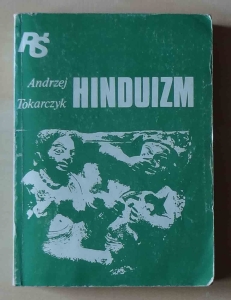 RŚ
Andrzej
Tokarczyk
HINDUIZM